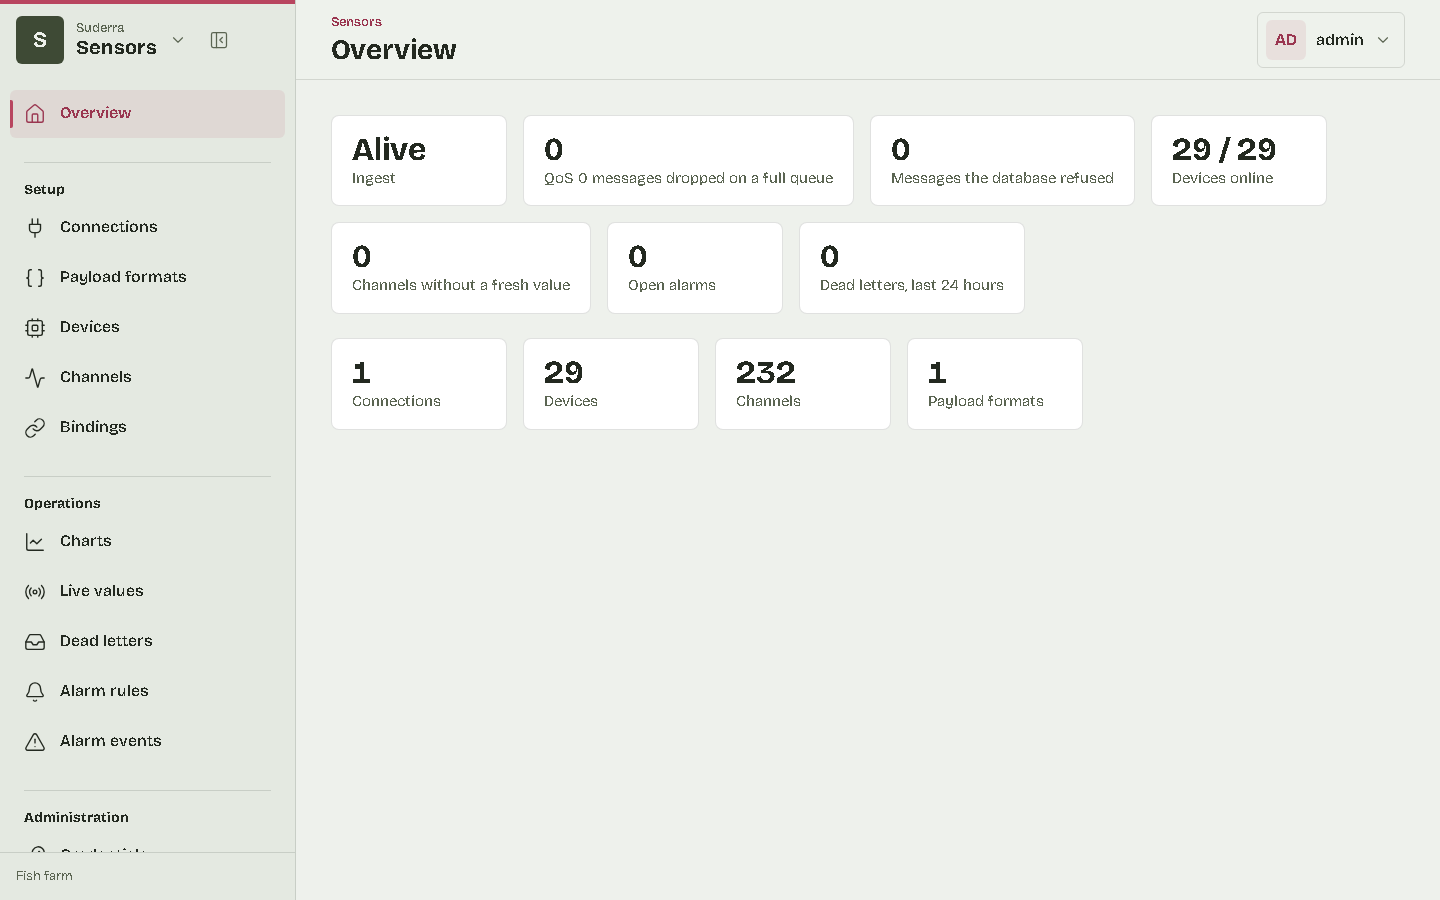 S
Suderra
Sensors
Overview
Setup
Connections
Payload formats
Devices
Channels
Bindings
Operations
Charts
Live values
Dead letters
Alarm rules
Alarm events
Administration
Fish farm
Sensors
Overview
AD admin
Alive
Ingest
0
QoS 0 messages dropped on a full queue
0
Messages the database refused
29 / 29
Devices online
0
Channels without a fresh value
0
Open alarms
0
Dead letters, last 24 hours
1
Connections
29
Devices
232
Channels
1
Payload formats